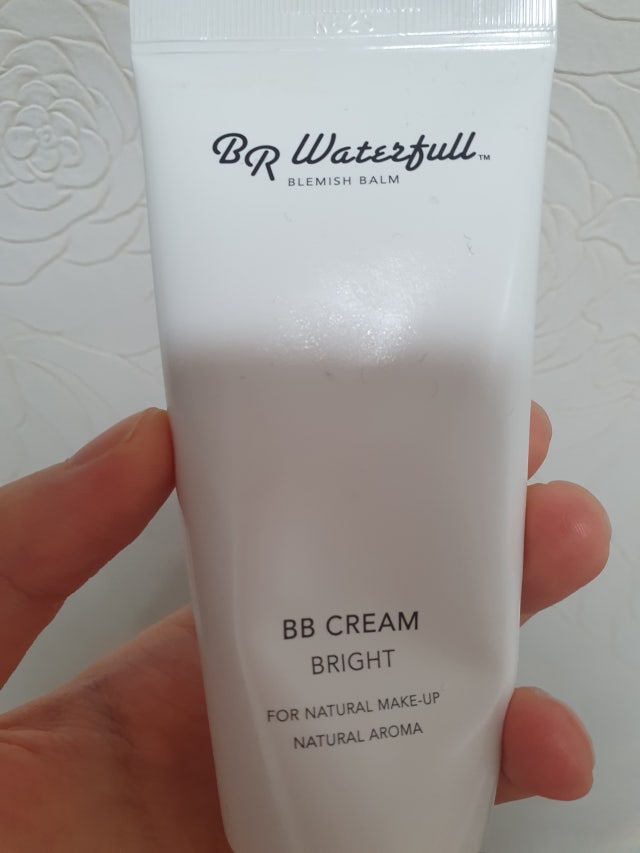 BR Waterfull™
BLEMISH BALM
BB CREAM
BRIGHT
FOR NATURAL MAKE-UP
NATURAL AROMA